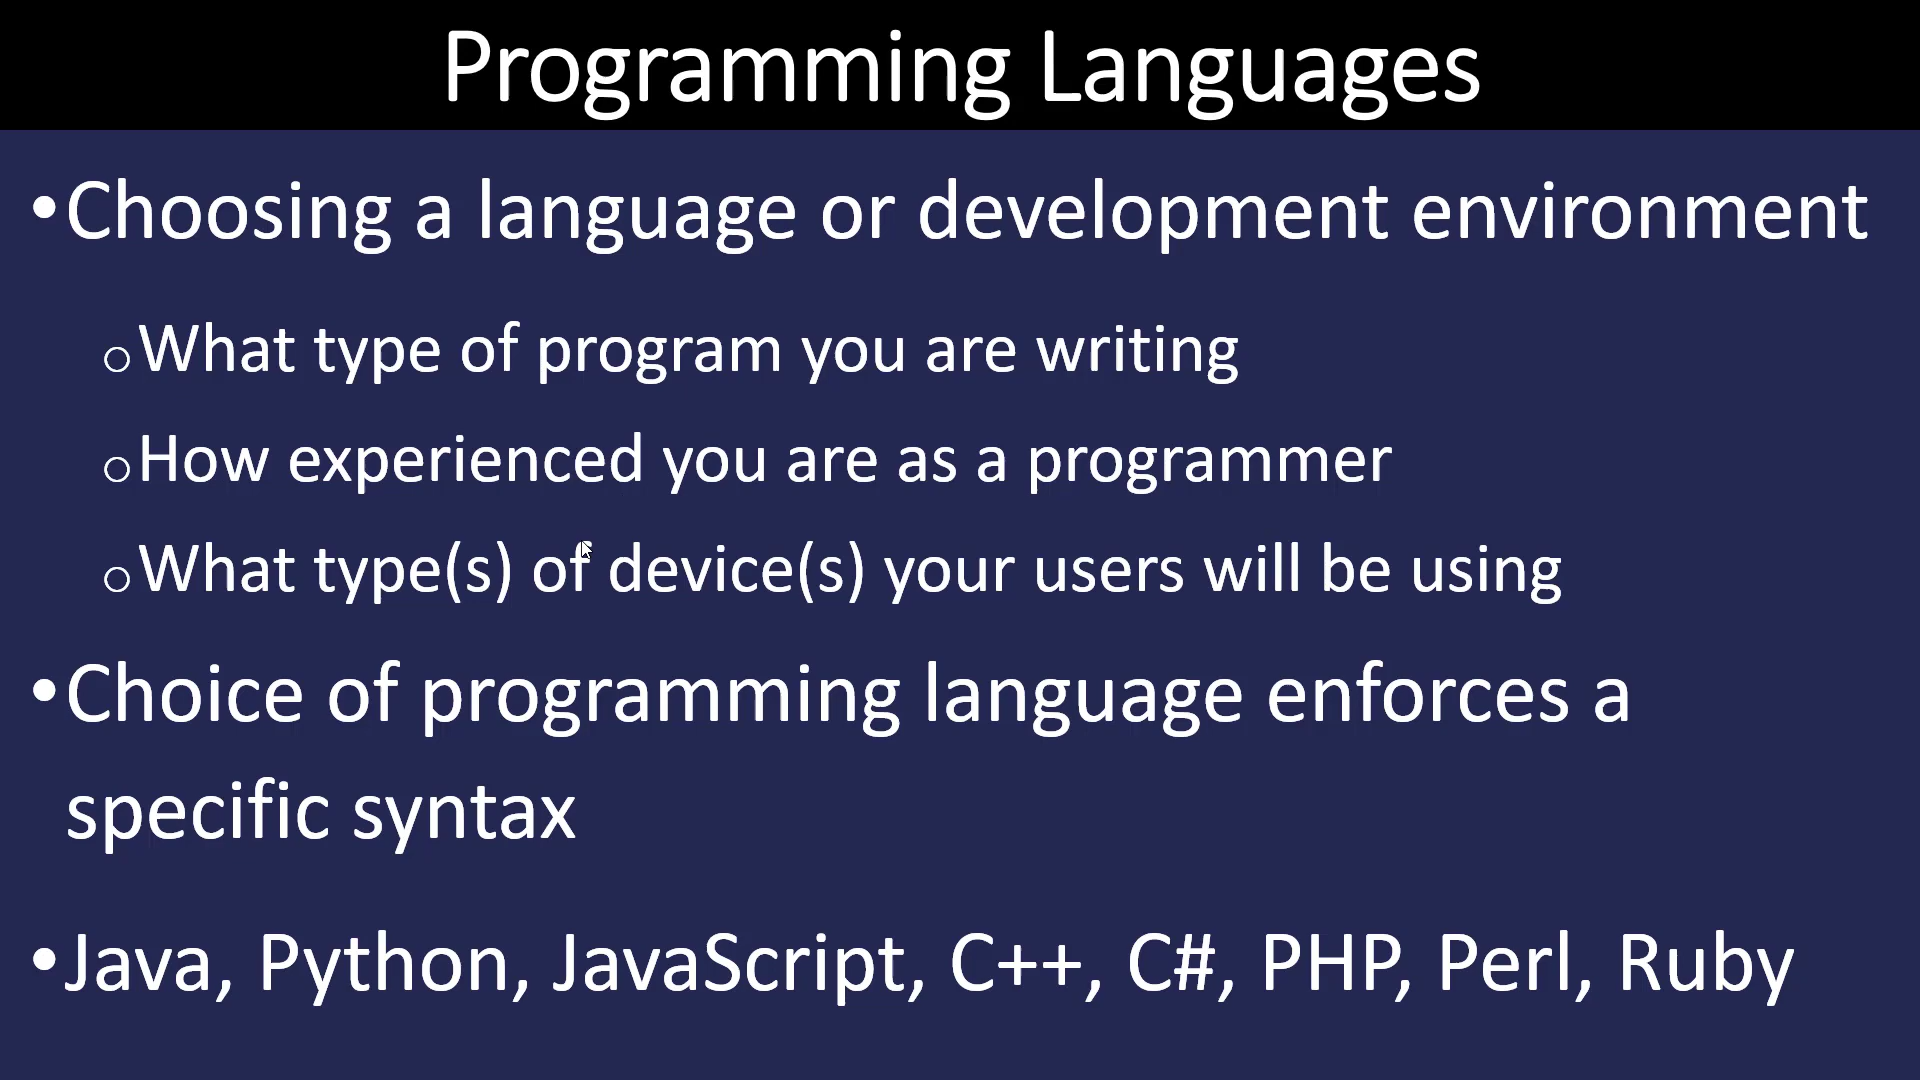 Programming Languages
•Choosing a language or development environment
oWhat type of program you are writing
oHow experienced you are as a programmer
oWhat type(s) of device(s) your users will be using
•Choice of programming language enforces a
specific syntax
•Java, Python, JavaScript, C++, C#, PHP, Perl, Ruby